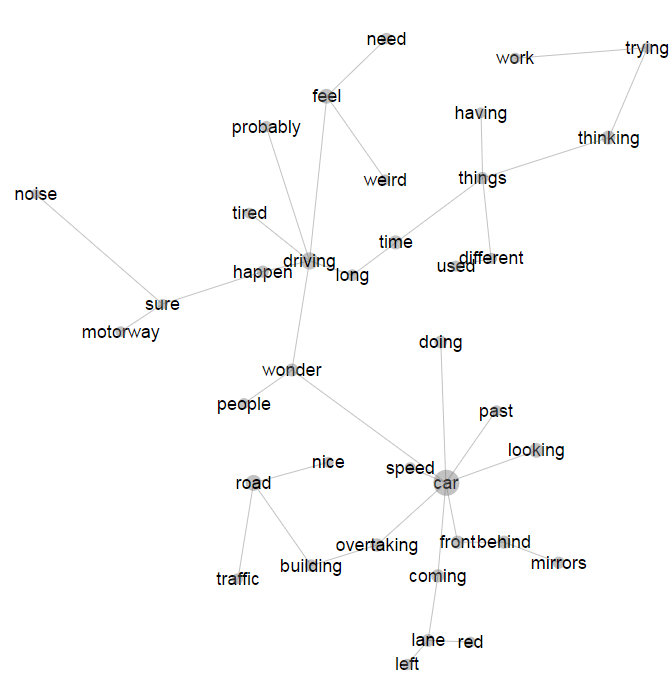 need
trying
work
feel
having
probably
thinking
things
weird
noise
tired
time
driving
different
used
happen
long
sure
motorway
doing
wonder
people
past
looking
nice
speed
road
car
overtaking
front
behind
building
mirrors
traffic
coming
lane
red
left